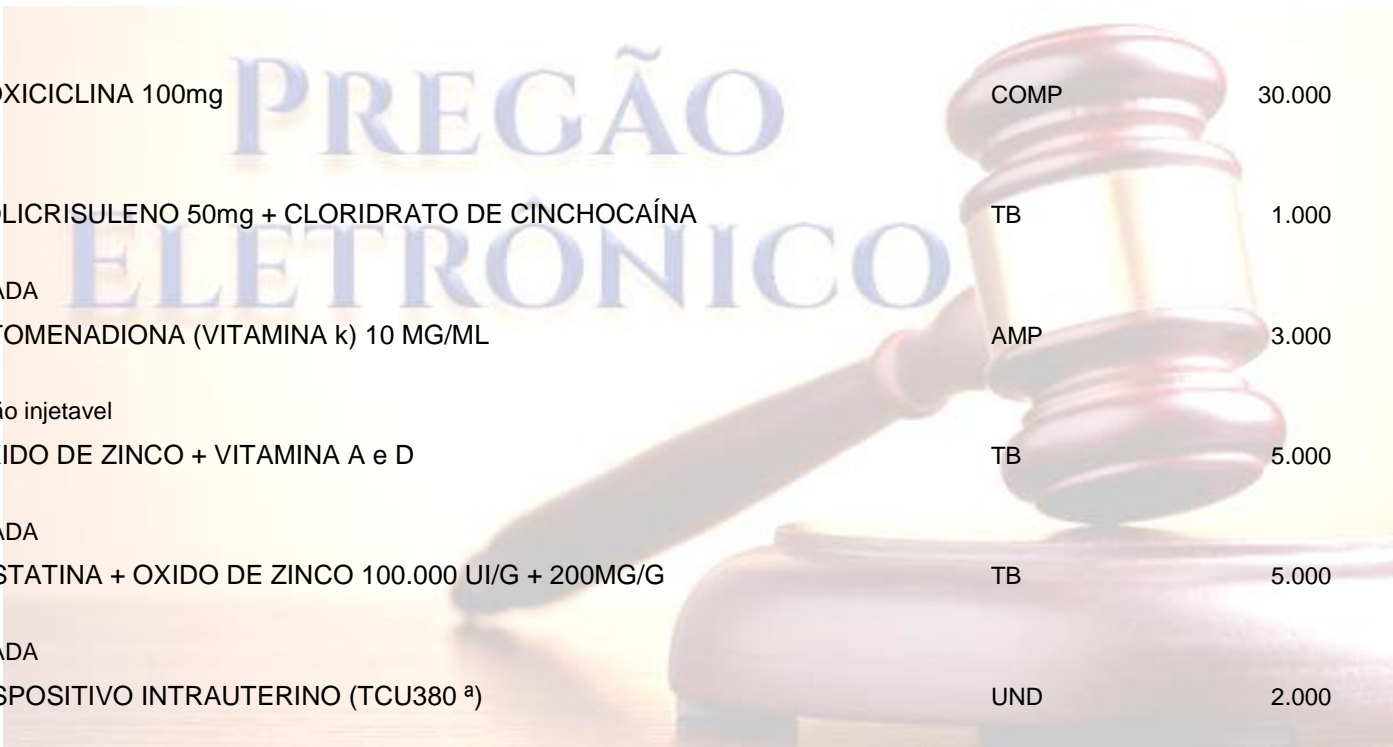 PREGÃO
ELETRÔNICO
OXICICLINA 100mg COMP 30.000
OLICRISULENO 50mg + CLORIDRATO DE CINCHOCAÍNA TB 1.000
ADA
TOMENADIONA (VITAMINA k) 10 MG/ML AMP 3.000
ão injetavel
XIDO DE ZINCO + VITAMINA A e D TB 5.000
ADA
STATINA + OXIDO DE ZINCO 100.000 UI/G + 200MG/G TB 5.000
ADA
SPOSITIVO INTRAUTERINO (TCU380 ª) UND 2.000